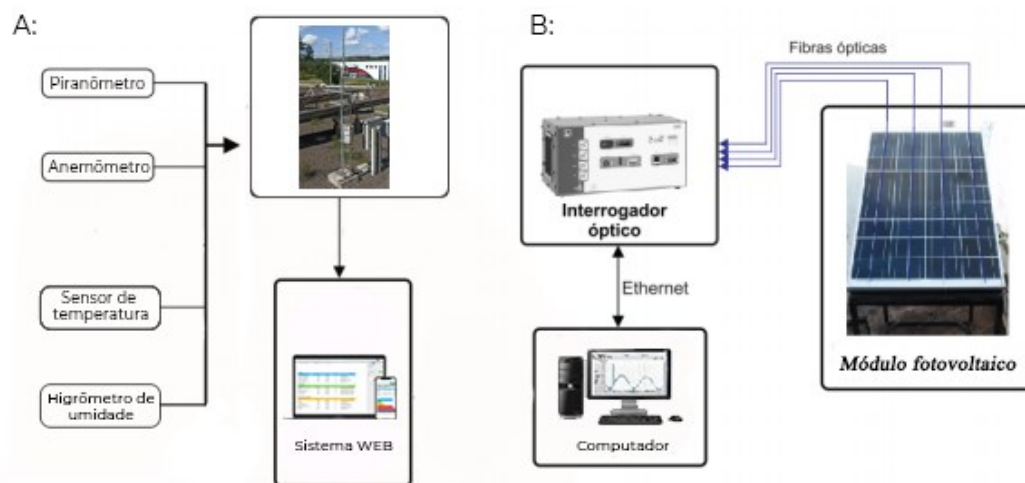 A:
Piranômetro
Anemômetro
Sensor de
temperatura
Higrômetro de
umidade
Sistema WEB
B:
Fibras ópticas
Interrogador
óptico
Ethernet
Computador
Módulo fotovoltaico